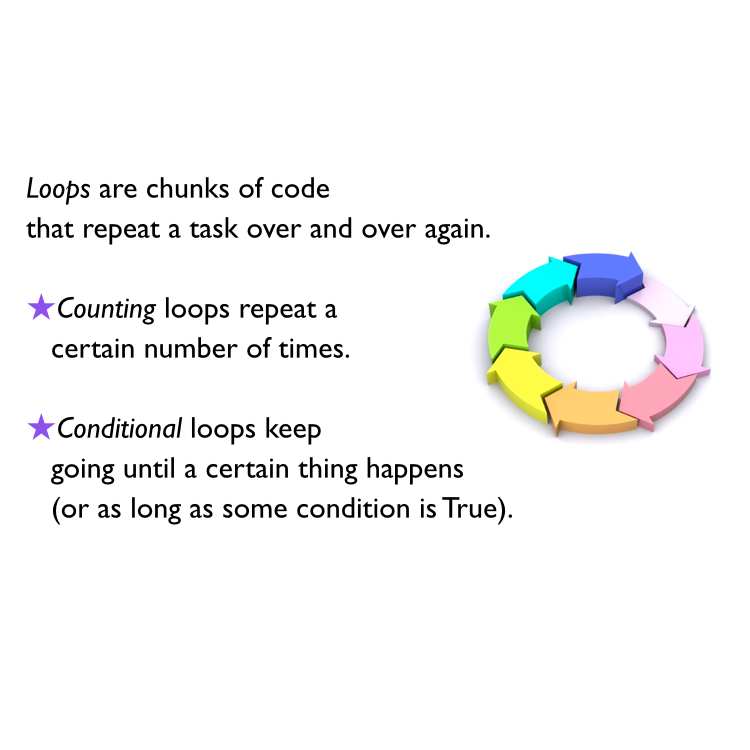 Loops are chunks of code
that repeat a task over and over again.
★Counting loops repeat a
certain number of times.
★Conditional loops keep
going until a certain thing happens
(or as long as some condition is True).